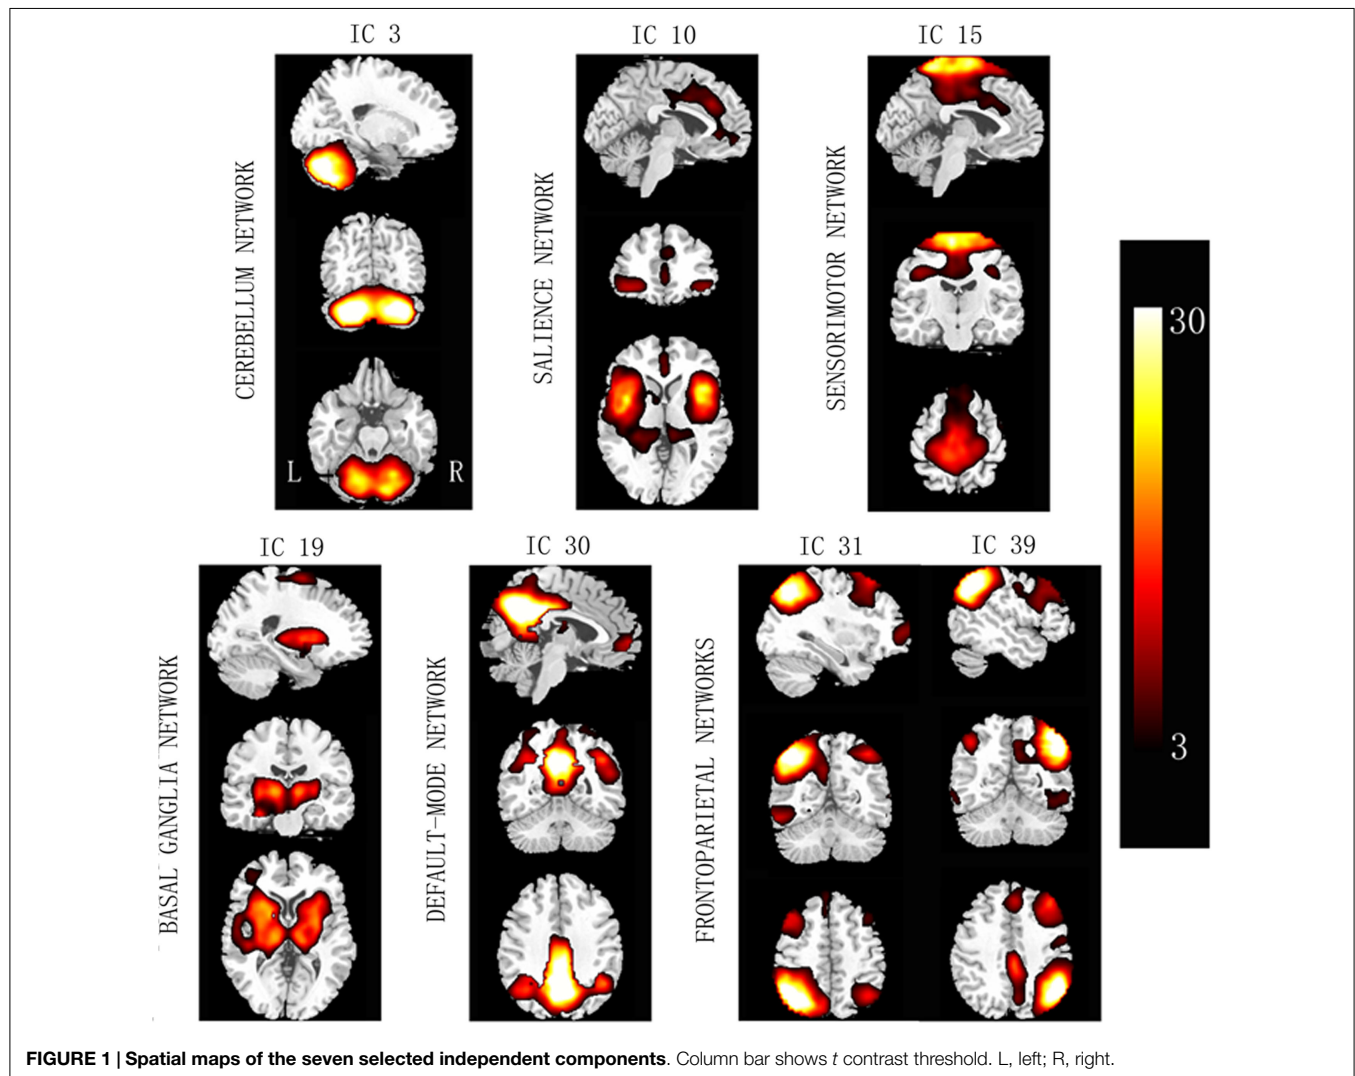 IC 3
IC 10
IC 15
CEREBELLUM NETWORK
SALIENCE NETWORK
SENSORIMOTOR NETWORK
L
R
30
3
IC 19
IC 30
IC 31
IC 39
BASAL GANGLIA NETWORK
DEFAULT-MODE NETWORK
FRONTOPARIETAL NETWORKS
FIGURE 1 | Spatial maps of the seven selected independent components. Column bar shows t contrast threshold. L, left; R, right.